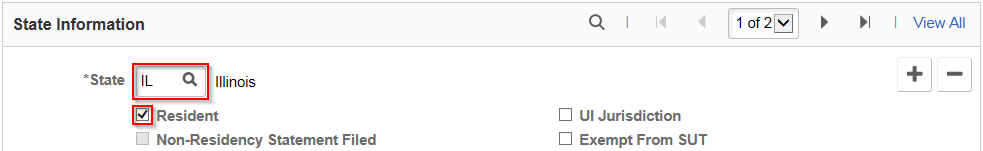 State Information 1 of 2 View All
*State IL Illinois
Resident UI Jurisdiction
Non-Residency Statement Filed Exempt From SUT